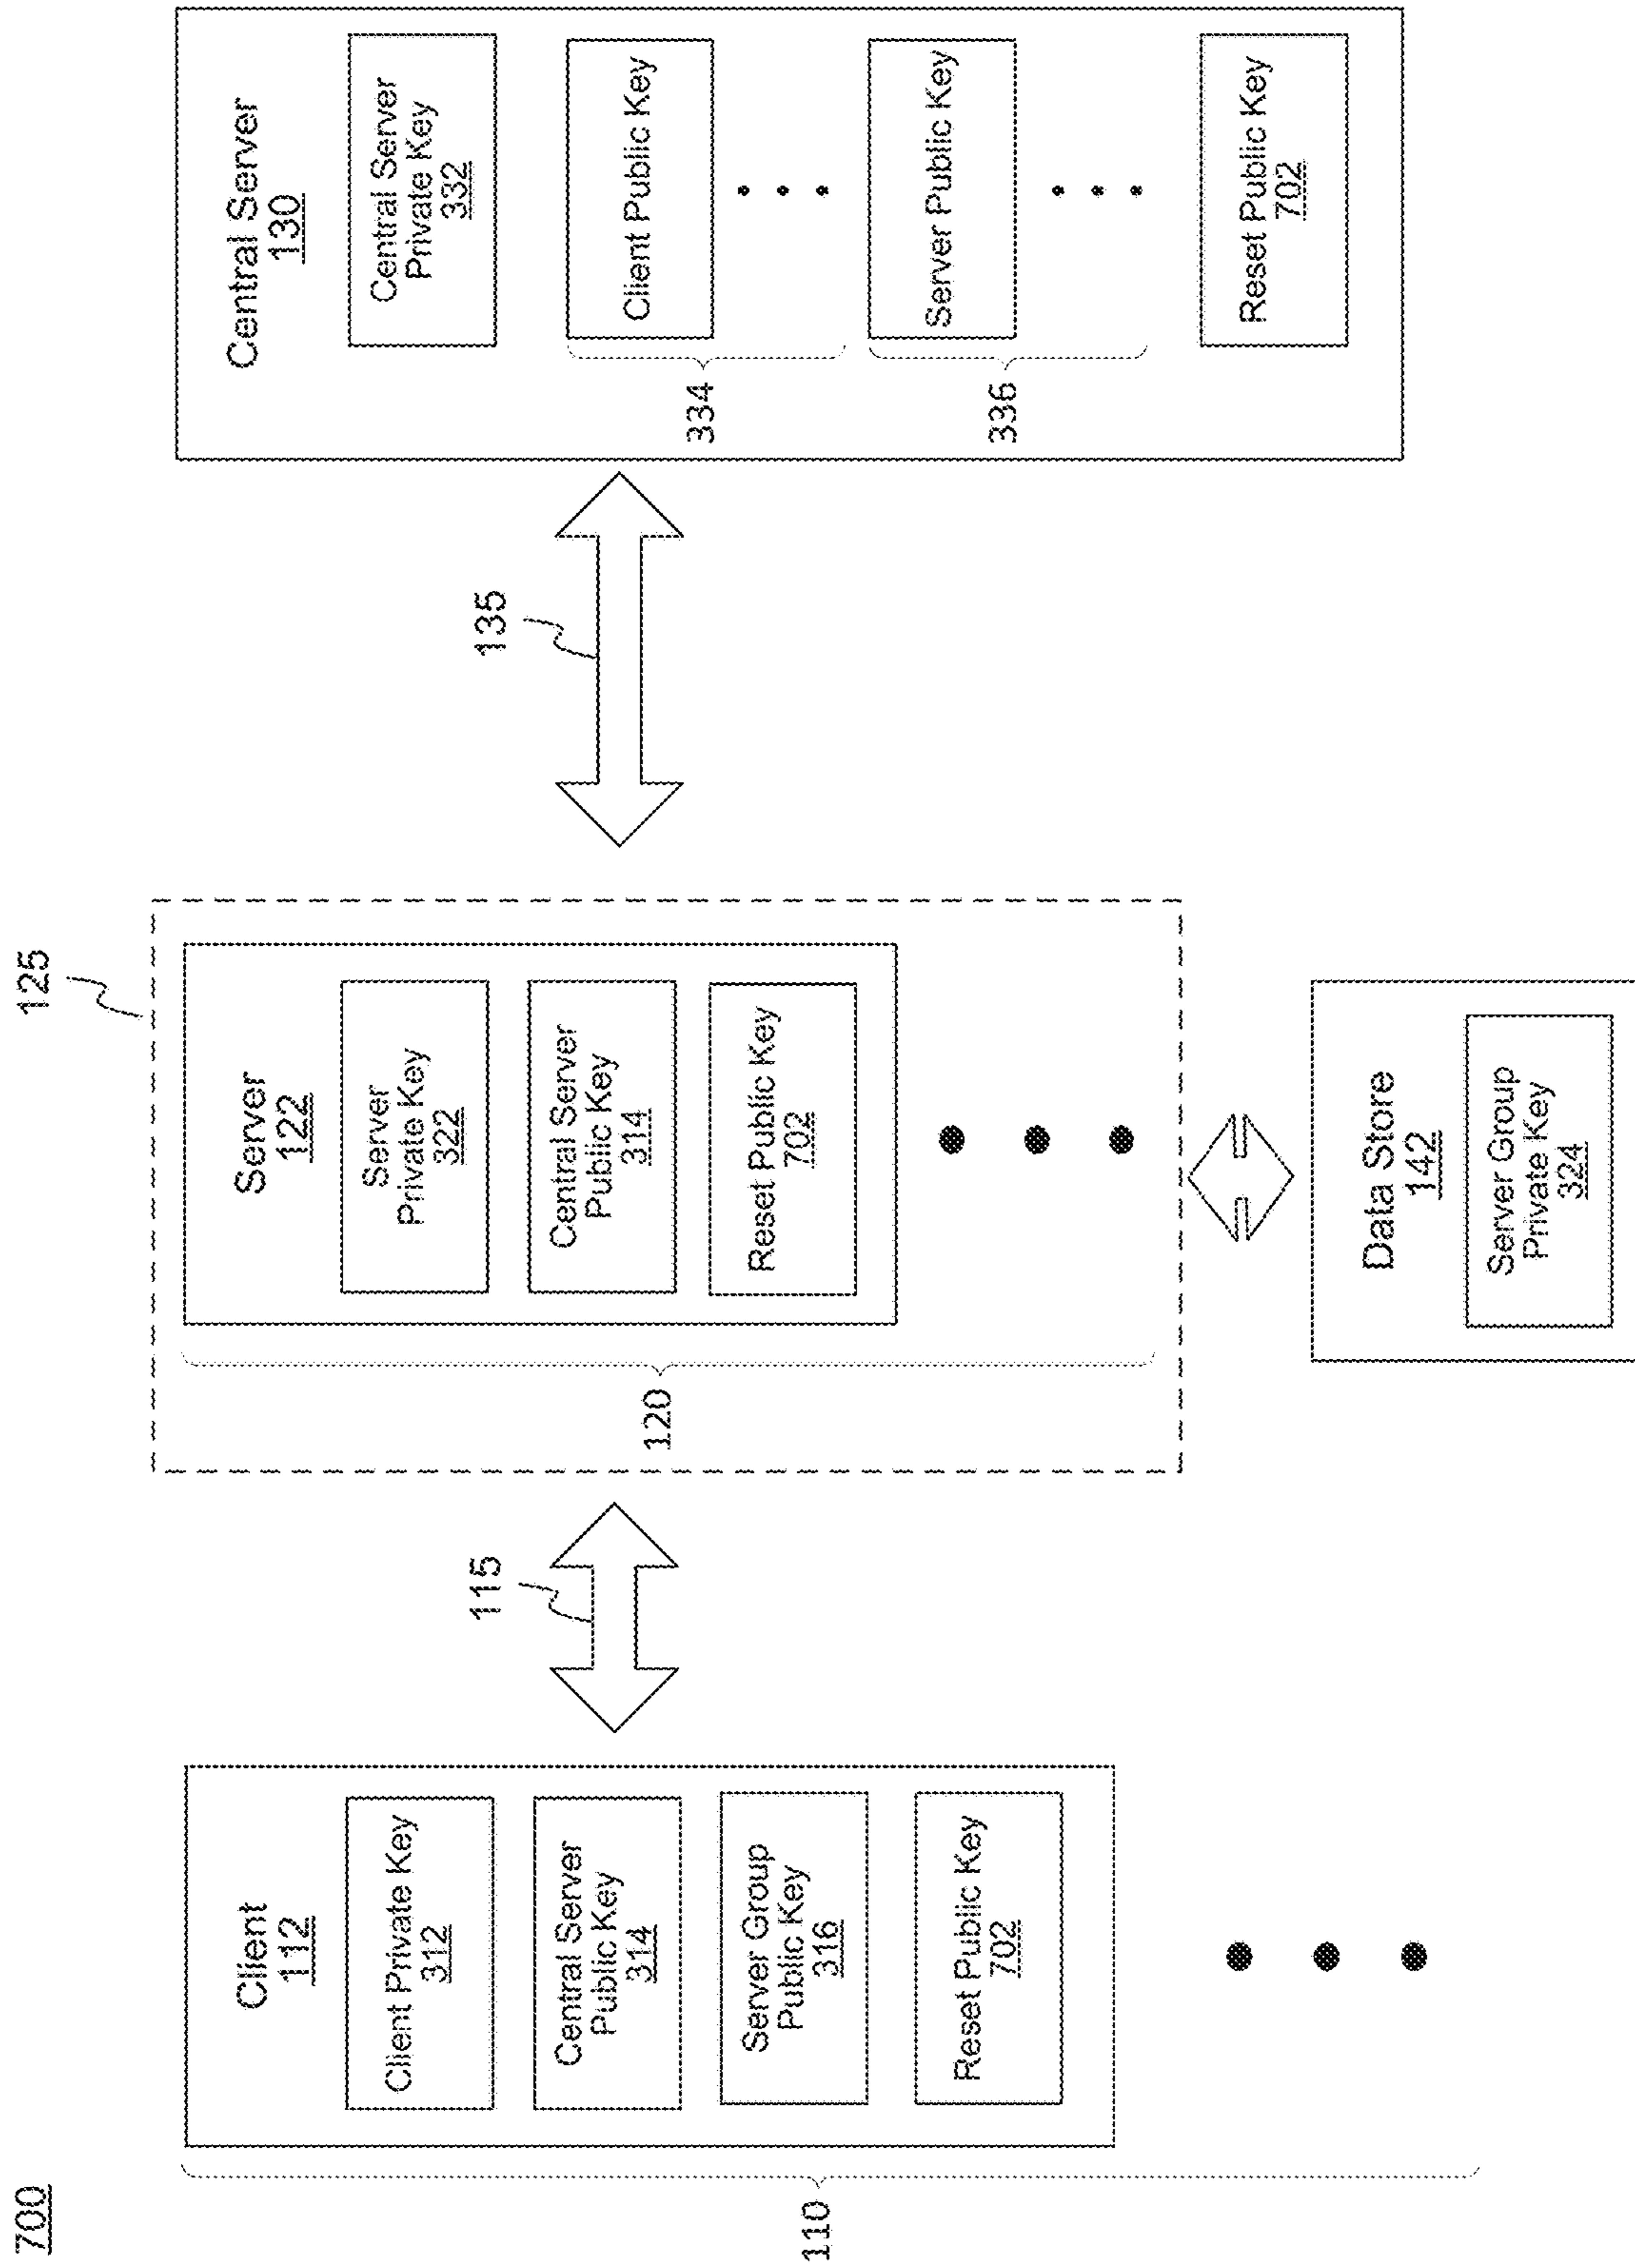 700
110
Client
112
Client Private Key
312
Central Server
Public Key
314
Server Group
Public Key
316
Reset Public Key
702
115
125
120
Server
122
Server
Private Key
322
Central Server
Public Key
314
Reset Public Key
702
Data Store
142
Server Group
Private Key
324
135
Central Server
130
Central Server
Private Key
332
334
Client Public Key
336
Server Public Key
Reset Public Key
702